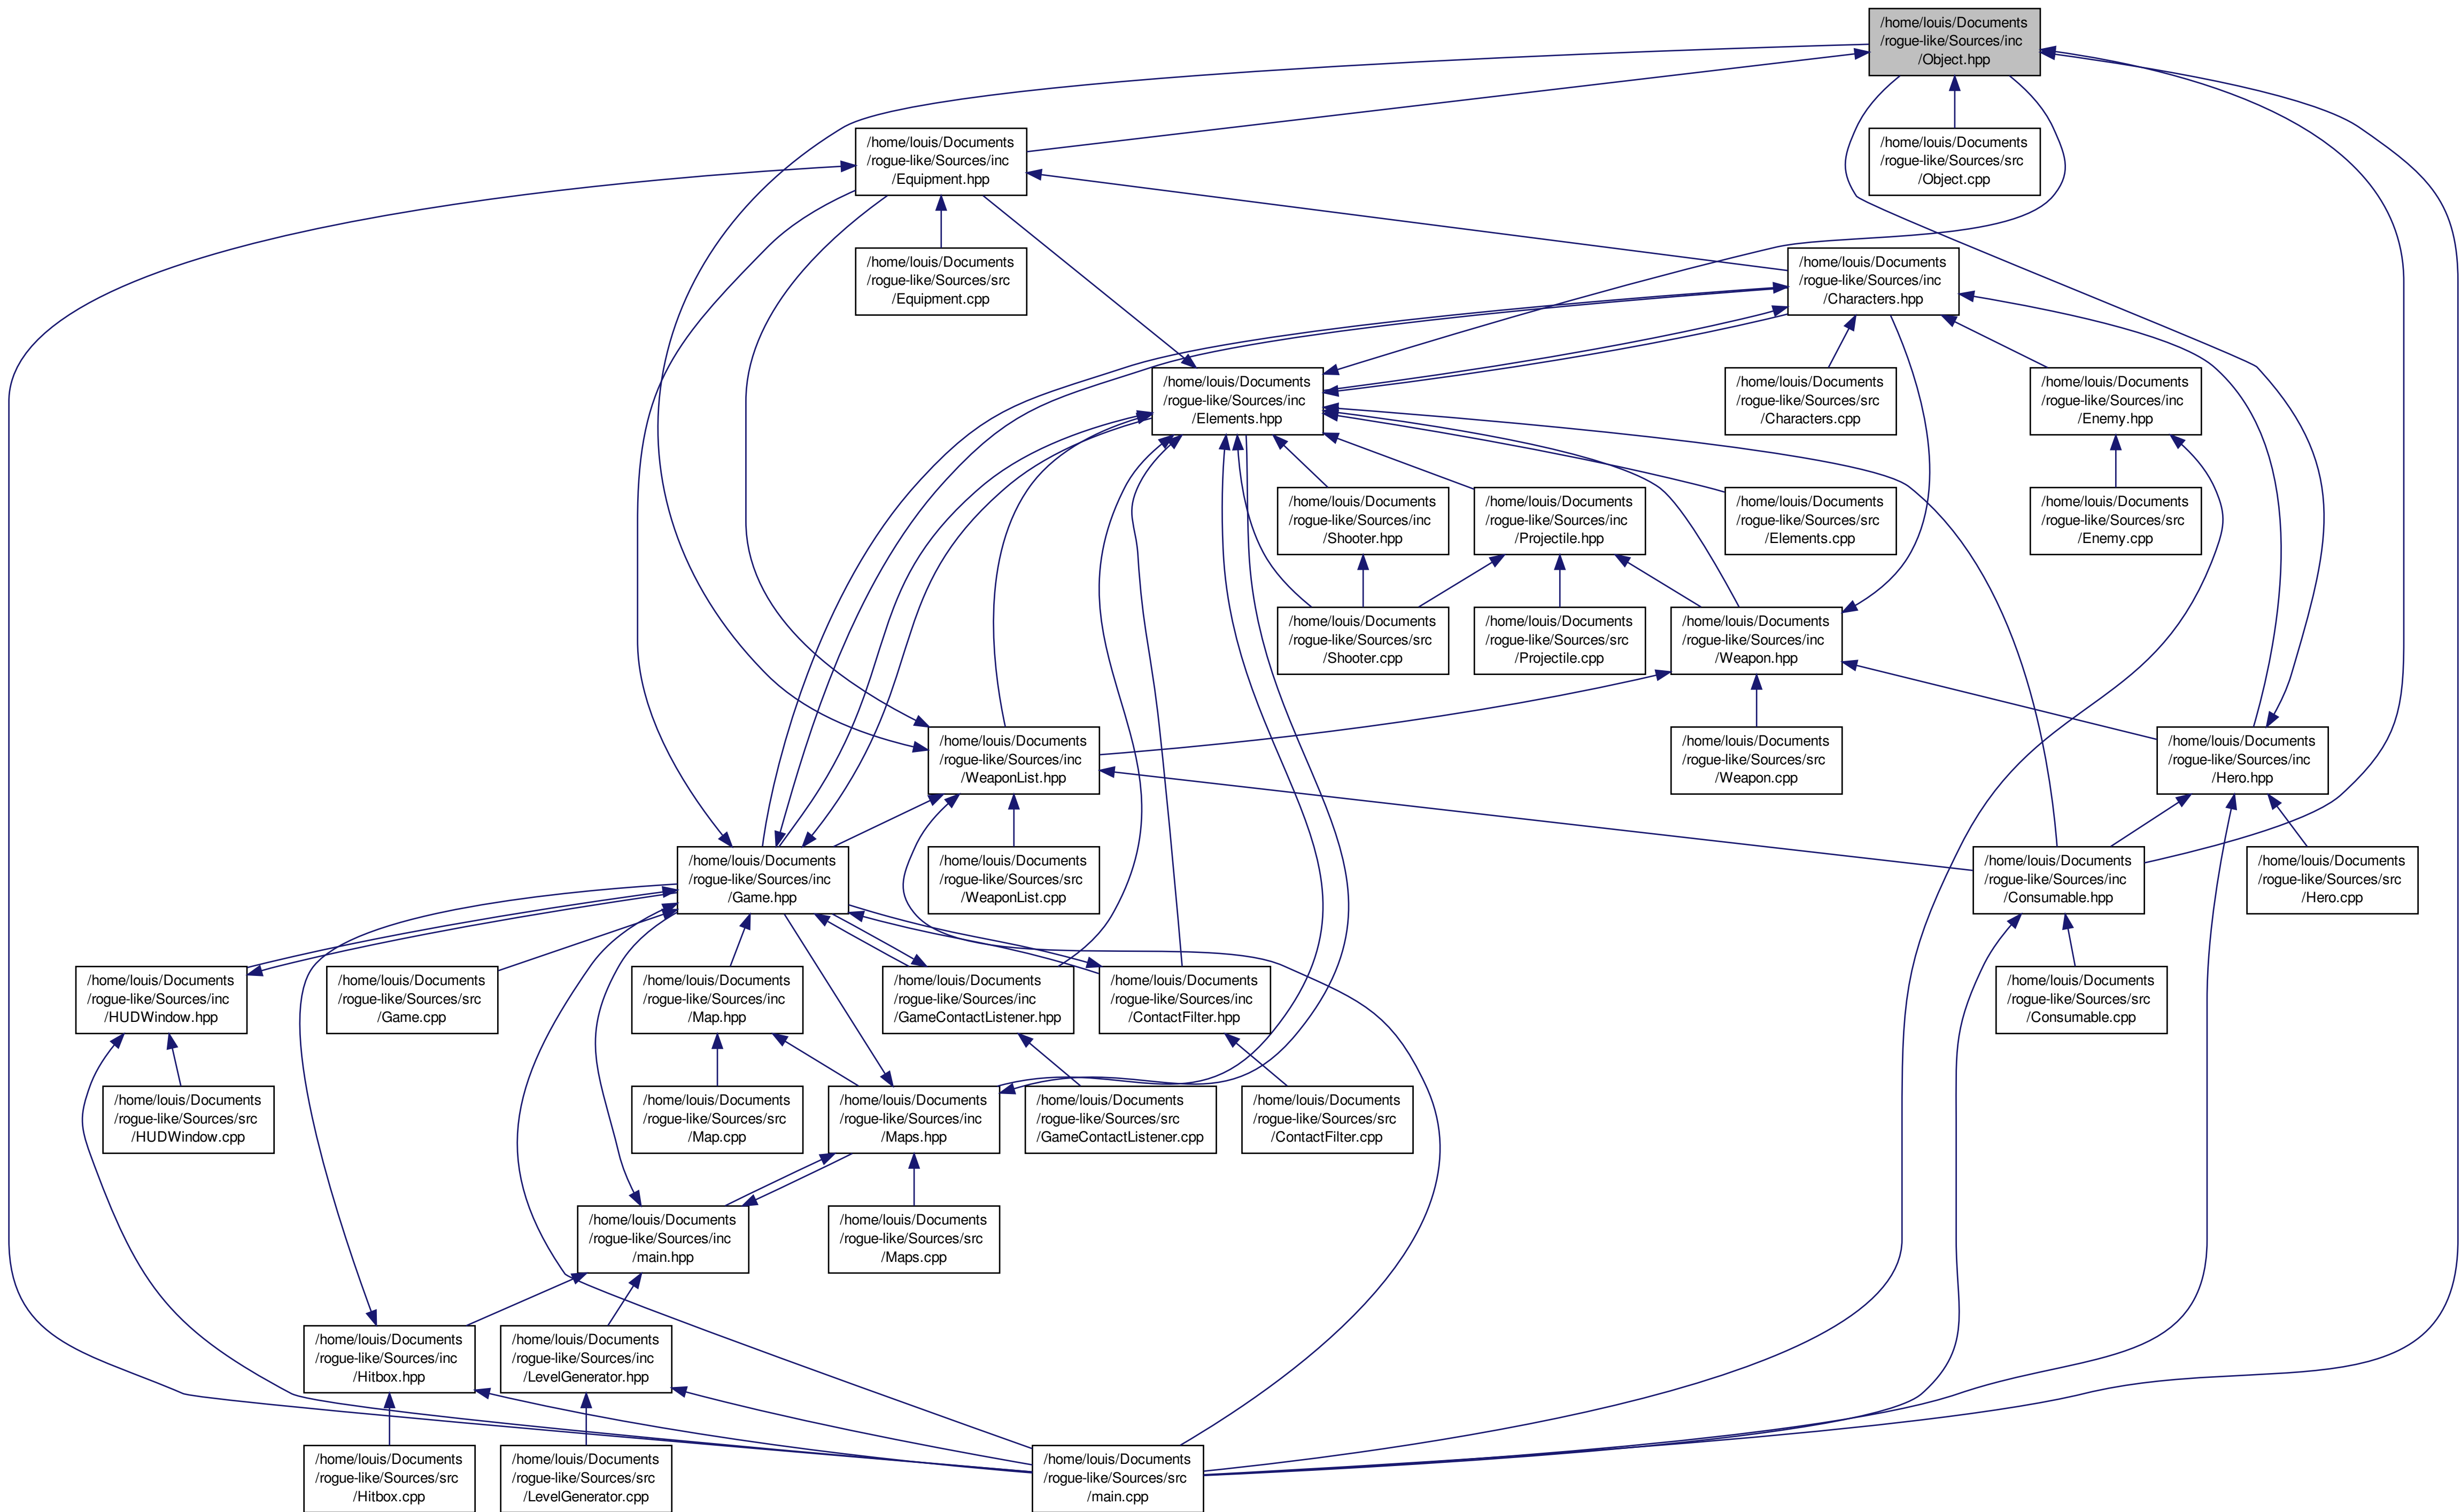 /home/louis/Documents
/rogue-like/Sources/inc
/Object.hpp
/home/louis/Documents
/rogue-like/Sources/inc
/Equipment.hpp
/home/louis/Documents
/rogue-like/Sources/src
/Object.cpp
/home/louis/Documents
/rogue-like/Sources/src
/Equipment.cpp
/home/louis/Documents
/rogue-like/Sources/inc
/Characters.hpp
/home/louis/Documents
/rogue-like/Sources/inc
/Elements.hpp
/home/louis/Documents
/rogue-like/Sources/src
/Characters.cpp
/home/louis/Documents
/rogue-like/Sources/inc
/Enemy.hpp
/home/louis/Documents
/rogue-like/Sources/inc
/Shooter.hpp
/home/louis/Documents
/rogue-like/Sources/inc
/Projectile.hpp
/home/louis/Documents
/rogue-like/Sources/src
/Elements.cpp
/home/louis/Documents
/rogue-like/Sources/src
/Enemy.cpp
/home/louis/Documents
/rogue-like/Sources/src
/Shooter.cpp
/home/louis/Documents
/rogue-like/Sources/src
/Projectile.cpp
/home/louis/Documents
/rogue-like/Sources/inc
/Weapon.hpp
/home/louis/Documents
/rogue-like/Sources/inc
/WeaponList.hpp
/home/louis/Documents
/rogue-like/Sources/src
/Weapon.cpp
/home/louis/Documents
/rogue-like/Sources/inc
/Hero.hpp
/home/louis/Documents
/rogue-like/Sources/inc
/Game.hpp
/home/louis/Documents
/rogue-like/Sources/src
/WeaponList.cpp
/home/louis/Documents
/rogue-like/Sources/inc
/Consumable.hpp
/home/louis/Documents
/rogue-like/Sources/src
/Hero.cpp
/home/louis/Documents
/rogue-like/Sources/inc
/HUDWindow.hpp
/home/louis/Documents
/rogue-like/Sources/src
/Game.cpp
/home/louis/Documents
/rogue-like/Sources/inc
/Map.hpp
/home/louis/Documents
/rogue-like/Sources/inc
/GameContactListener.hpp
/home/louis/Documents
/rogue-like/Sources/inc
/ContactFilter.hpp
/home/louis/Documents
/rogue-like/Sources/src
/Consumable.cpp
/home/louis/Documents
/rogue-like/Sources/src
/HUDWindow.cpp
/home/louis/Documents
/rogue-like/Sources/src
/Map.cpp
/home/louis/Documents
/rogue-like/Sources/inc
/Maps.hpp
/home/louis/Documents
/rogue-like/Sources/src
/GameContactListener.cpp
/home/louis/Documents
/rogue-like/Sources/src
/ContactFilter.cpp
/home/louis/Documents
/rogue-like/Sources/inc
/main.hpp
/home/louis/Documents
/rogue-like/Sources/src
/Maps.cpp
/home/louis/Documents
/rogue-like/Sources/inc
/Hitbox.hpp
/home/louis/Documents
/rogue-like/Sources/inc
/LevelGenerator.hpp
/home/louis/Documents
/rogue-like/Sources/src
/Hitbox.cpp
/home/louis/Documents
/rogue-like/Sources/src
/LevelGenerator.cpp
/home/louis/Documents
/rogue-like/Sources/src
/main.cpp